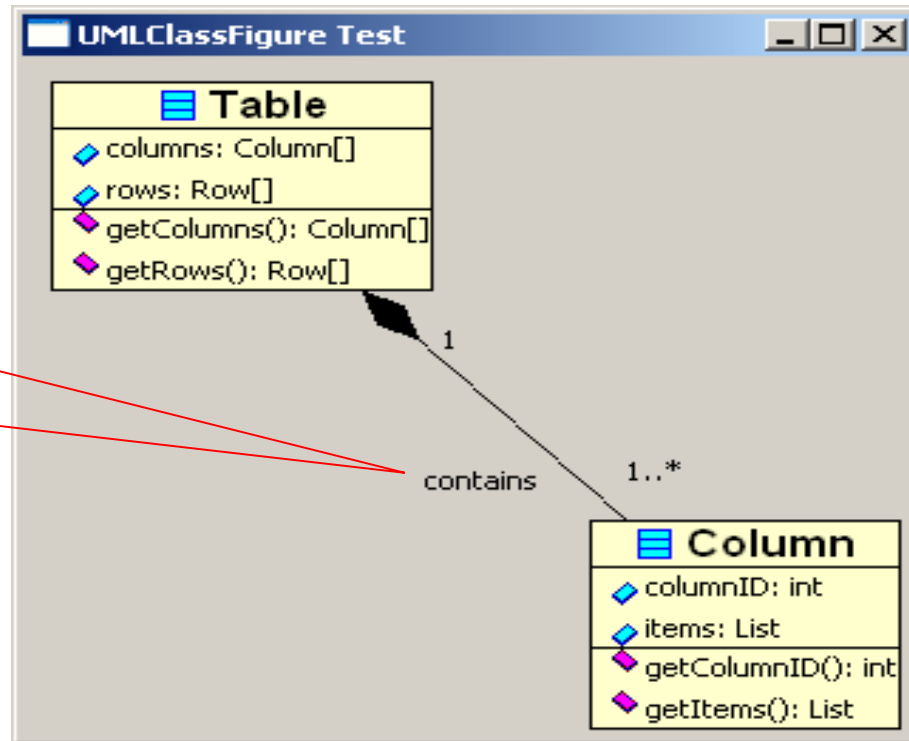 UMLClassFigure Test
Table
columns: Column[]
rows: Row[]
getColumns(): Column[]
getRows(): Row[]
1
contains
1..*
Column
columnID: int
items: List
getColumnID(): int
getItems(): List